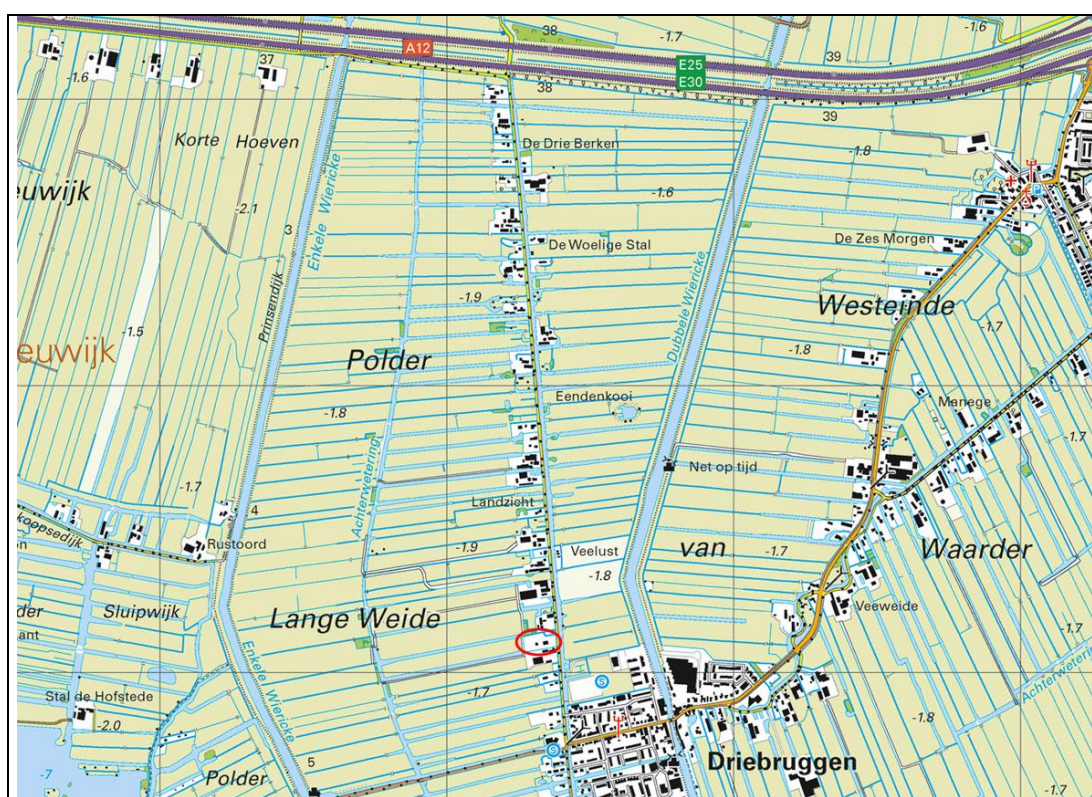 38
-1.7
39
-1.6
A12
E25
E30
37
-1.6
38
39
Korte Hoeven
De Drie Berken
-1.8
P
euwijk
-2.1
-1.6
3
Enkele Wiericke
De Woelige Stal
De Zes Morgen
Prinsendijk
-1.9
Dubbele Wiericke
Westeinde
-1.5
-1.7
euwijk
Polder
-1.8
Eendenkooi
Manege
-1.8
-1.7
Achterwetering
Net op tijd
-1.7
Landzicht
4
koopsedijk
Rustoord
-1.9
Veelust
van
-1.7
Waarder
-1.8
der
Sluipwijk
Veeweide
ant
Lange Weide
-1.7
Enkele Wiericke
S
Achterwetering
Stal de Hofstede
-1.7
-2.0
-1.8
S
Driebruggen
-7
Polder
5
-1.7